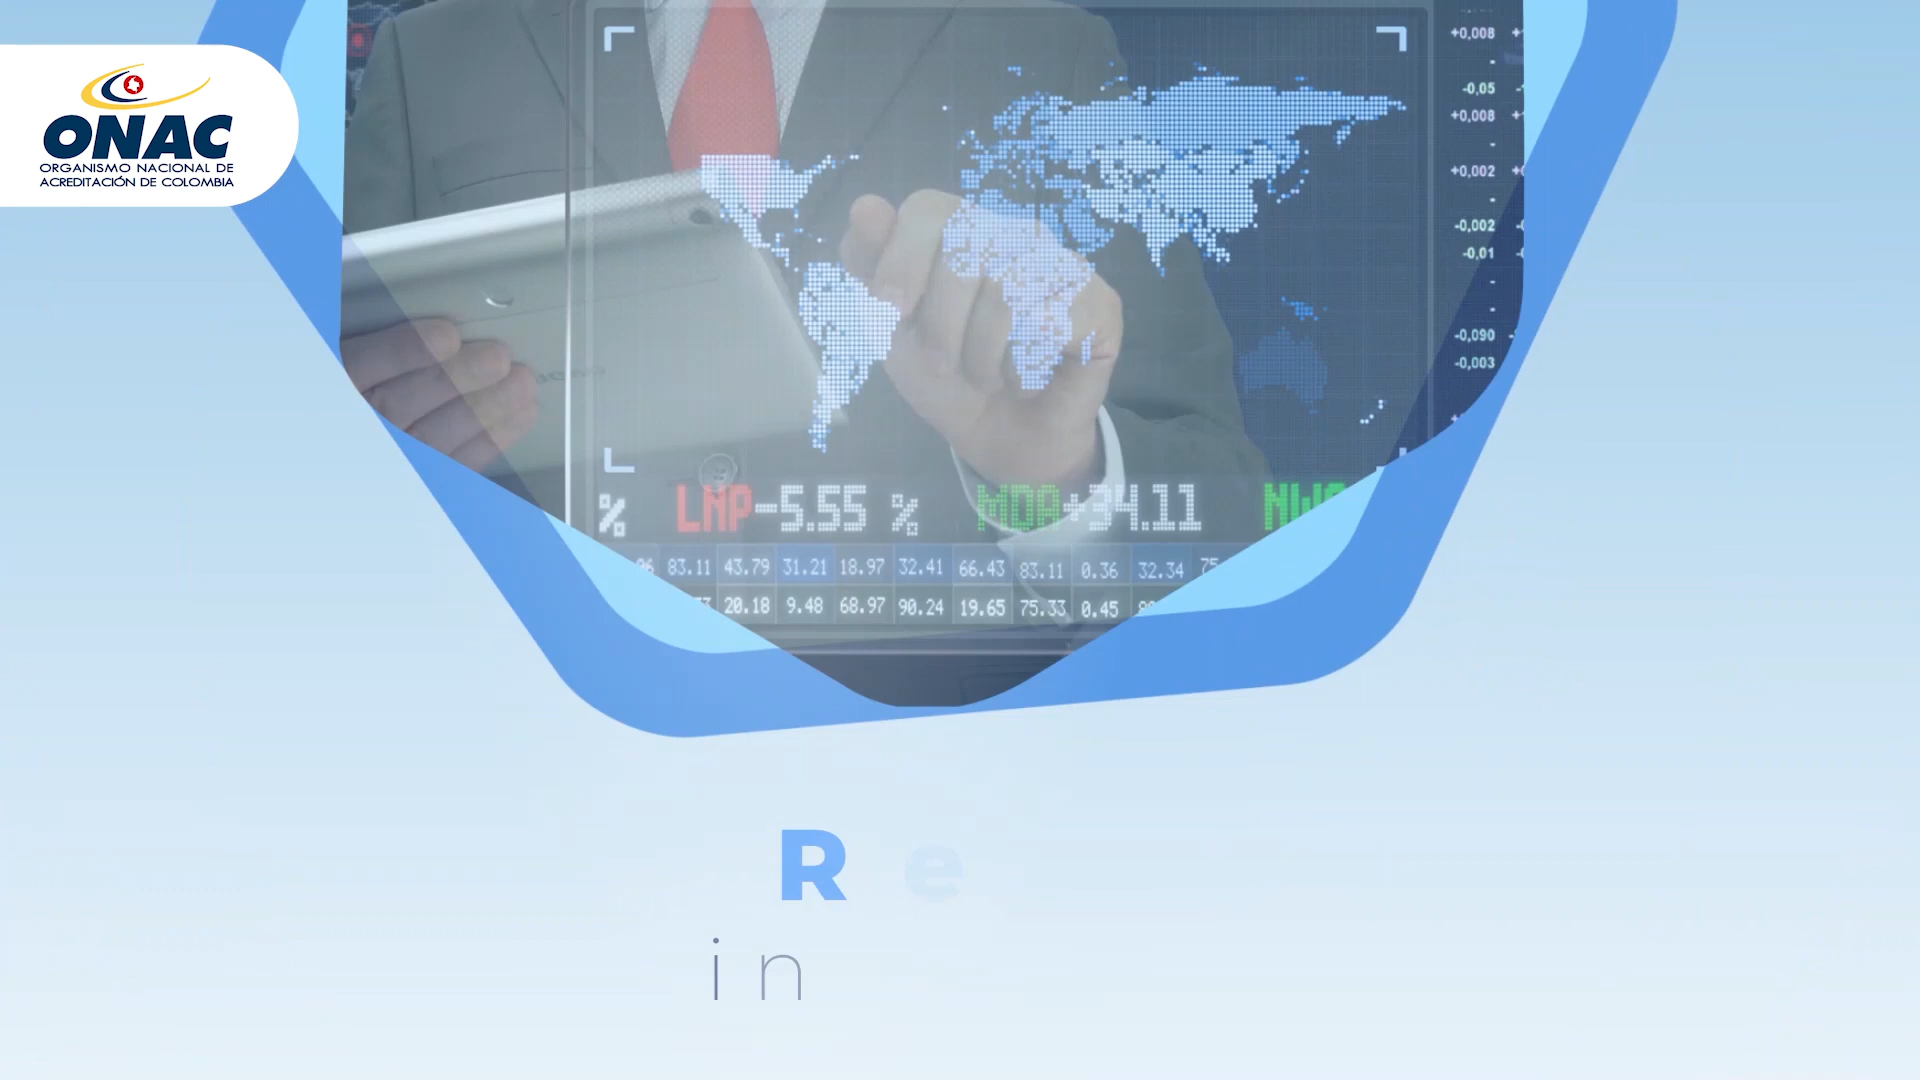 ONAC
ORGANISMO NACIONAL DE
ACREDITACIÓN DE COLOMBIA
+0,008
-0,05
+0,008
+0,002
-0,002
-0,01
-0,090
-0,003
% LNP-5.55 % MDA+34.11
83.11 43.79 31.21 18.97 32.41 66.43 83.11 0.36 32.34
20.18 9.48 68.97 90.24 19.65 75.33 0.45
Re
in